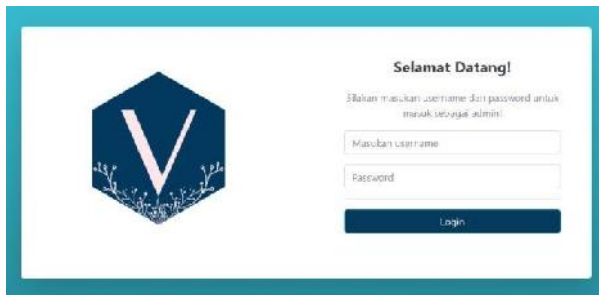 V
Selamat Datang!
Silakan masukan username dan password untuk
masuk sebagai admin!
Masukan username
Password
Login